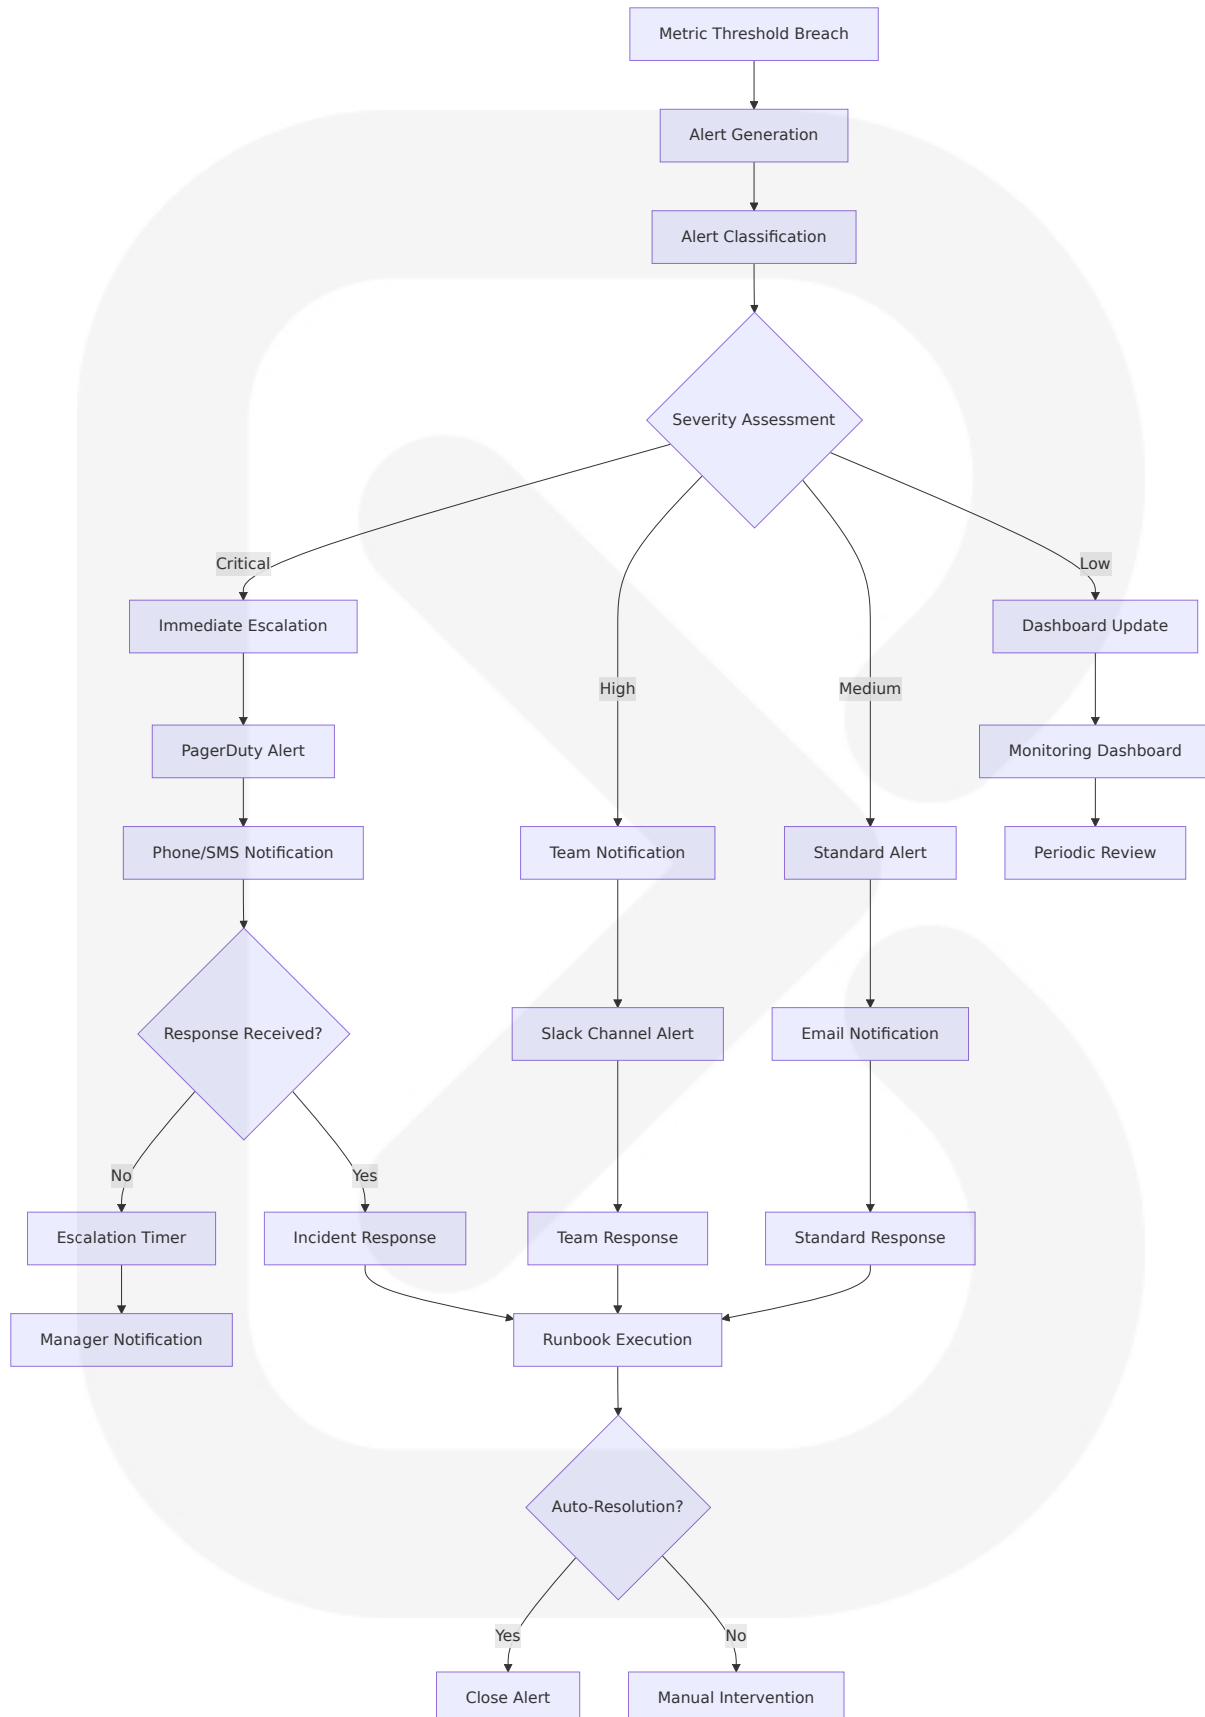 Metric Threshold Breach
Alert Generation
Alert Classification
Severity Assessment
Critical
Low
Immediate Escalation
Dashboard Update
High
Medium
PagerDuty Alert
Monitoring Dashboard
Phone/SMS Notification
Team Notification
Standard Alert
Periodic Review
Response Received?
Slack Channel Alert
Email Notification
No
Yes
Escalation Timer
Incident Response
Team Response
Standard Response
Manager Notification
Runbook Execution
Auto-Resolution?
Yes
No
Close Alert
Manual Intervention